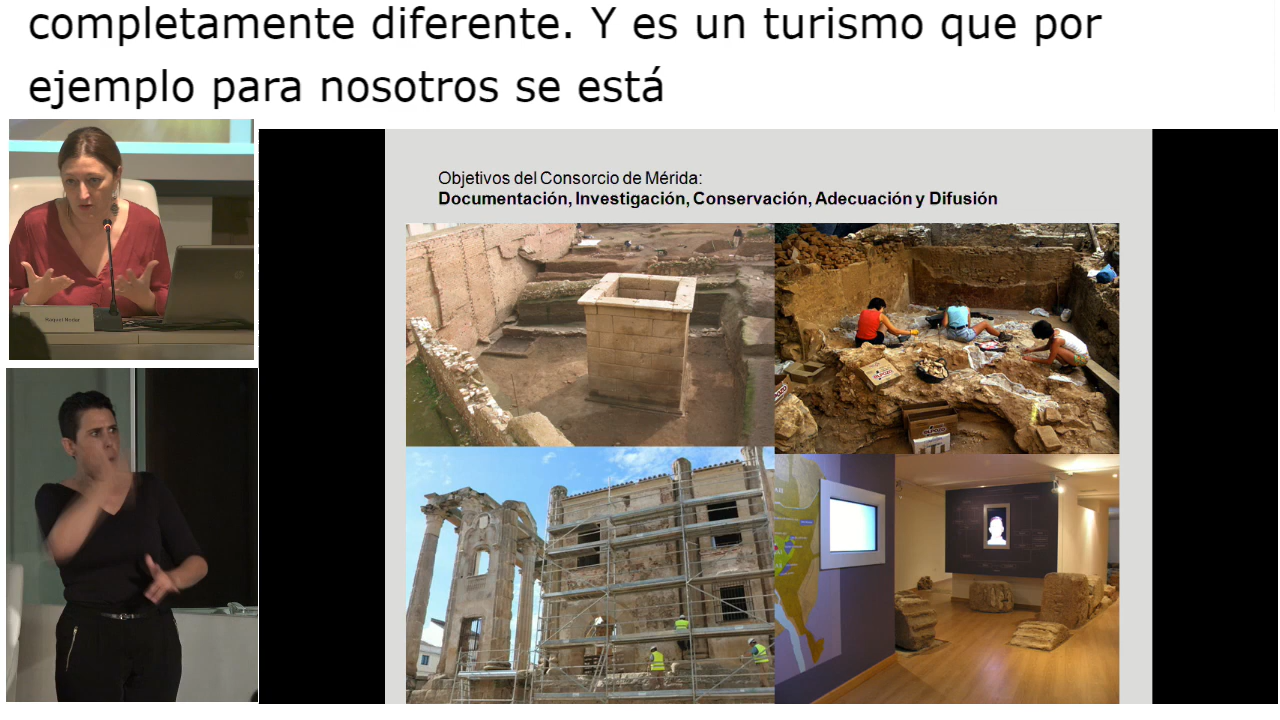 completamente diferente. Y es un turismo que por
ejemplo para nosotros se está
Objetivos del Consorcio de Mérida:
Documentación, Investigación, Conservación, Adecuación y Difusión